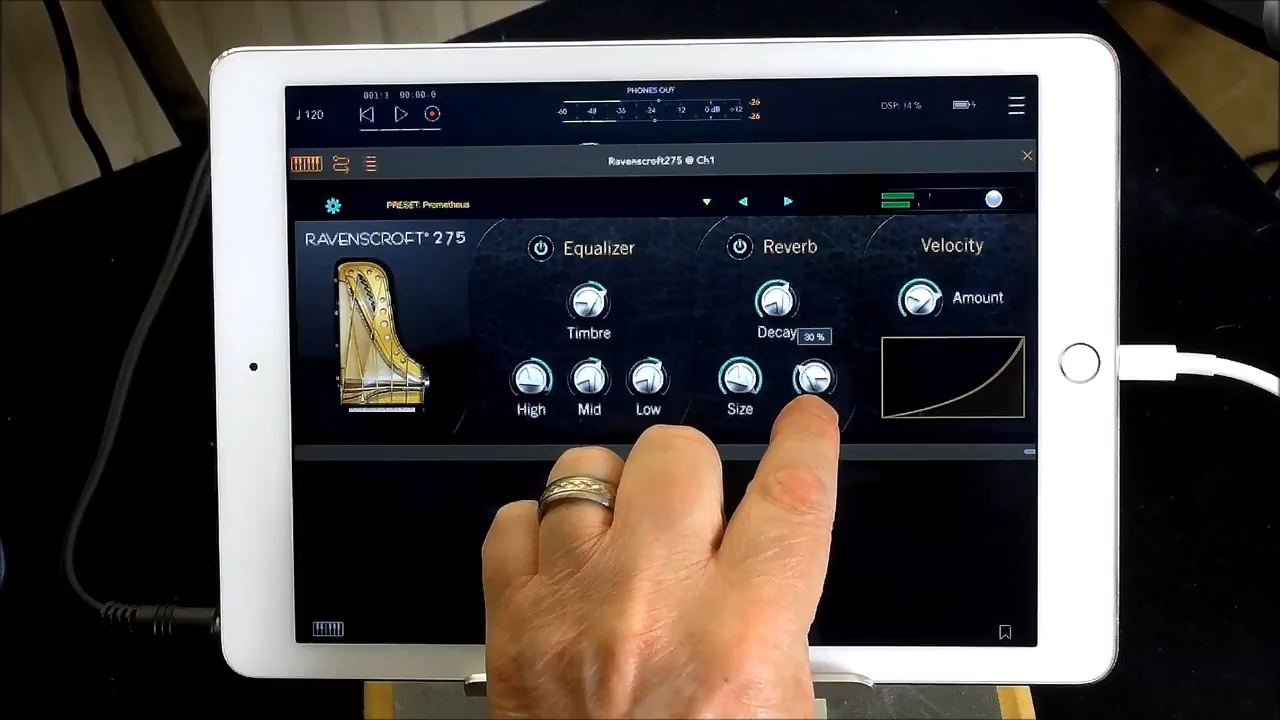 PHONES OUT
001:1 00:00.0
♩ 120
-60 -48 -36 -24 -12 0 dB +12
-26
-26
DSP: 14 %
Ravenscroft275 @ Ch1
PRESET: Prometheus
RAVENSCROFT® 275
Equalizer
Reverb
Velocity
Timbre
Decay
30 %
Amount
High
Mid
Low
Size